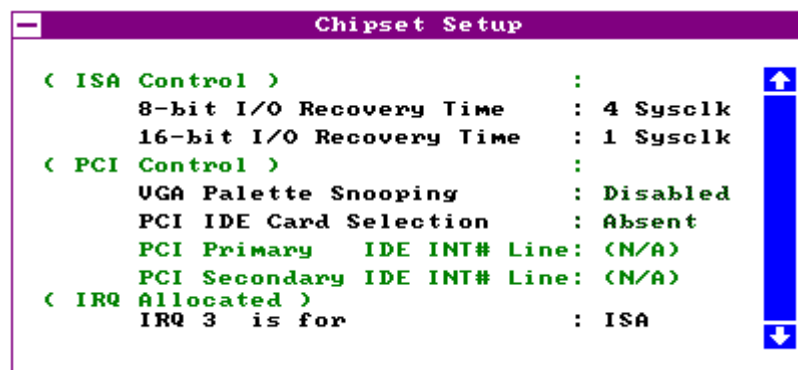 Chipset Setup
( ISA Control ) :
8-bit I/O Recovery Time : 4 Sysclk
16-bit I/O Recovery Time : 1 Sysclk
( PCI Control ) :
VGA Palette Snooping : Disabled
PCI IDE Card Selection : Absent
PCI Primary IDE INT# Line: (N/A)
PCI Secondary IDE INT# Line: (N/A)
( IRQ Allocated )
IRQ 3 is for : ISA